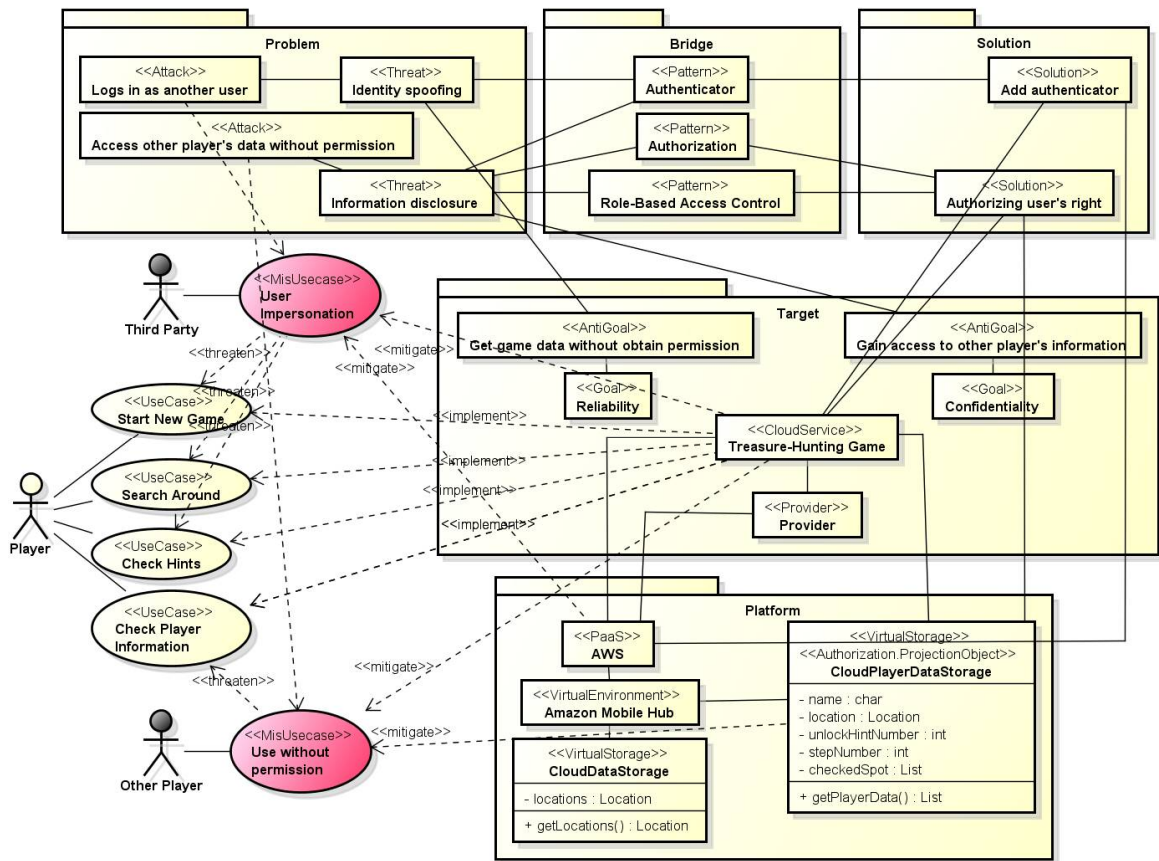 Problem
<<Attack>>
Logs in as another user
<<Threat>>
Identity spoofing
<<Attack>>
Access other player's data without permission
<<Threat>>
Information disclosure
Bridge
<<Pattern>>
Authenticator
<<Pattern>>
Authorization
<<Pattern>>
Role-Based Access Control
Solution
<<Solution>>
Add authenticator
<<Solution>>
Authorizing user's right
Third Party
<<MisUsecase>>
User
Impersonation
<<threaten>>
<<threaten>>
<<threaten>>
<<mitigate>>
<<mitigate>>
Player
<<UseCase>>
Start New Game
<<UseCase>>
Search Around
<<UseCase>>
Check Hints
<<UseCase>>
Check Player
Information
<<implement>>
<<implement>>
<<implement>>
<<implement>>
<<threaten>>
Other Player
<<MisUsecase>>
Use without
permission
<<mitigate>>
<<mitigate>>
Target
<<AntiGoal>>
Get game data without obtain permission
<<AntiGoal>>
Gain access to other player's information
<<Goal>>
Reliability
<<Goal>>
Confidentiality
<<CloudService>>
Treasure-Hunting Game
<<Provider>>
Provider
Platform
<<PaaS>>
AWS
<<VirtualEnvironment>>
Amazon Mobile Hub
<<VirtualStorage>>
CloudDataStorage
- locations : Location
+ getLocations() : Location
<<VirtualStorage>>
<<Authorization.ProjectionObject>>
CloudPlayerDataStorage
- name : char
- location : Location
- unlockHintNumber : int
- stepNumber : int
- checkedSpot : List
+ getPlayerData() : List